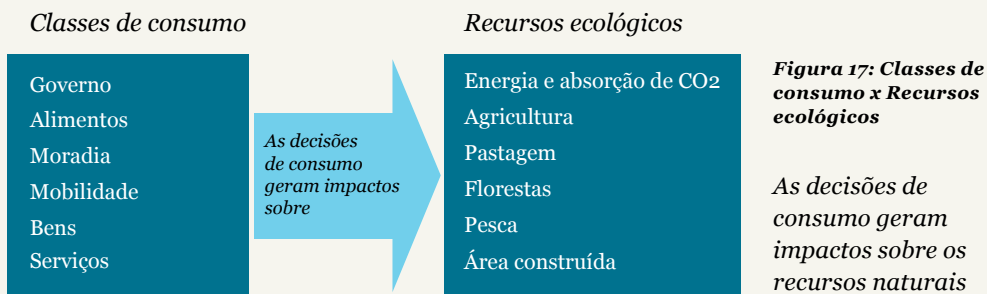 Classes de consumo
Governo
Alimentos
Moradia
Mobilidade
Bens
Serviços
As decisões
de consumo
geram impactos
sobre
Recursos ecológicos
Energia e absorção de CO2
Agricultura
Pastagem
Florestas
Pesca
Área construída
Figura 17: Classes de
consumo x Recursos
ecológicos
As decisões de
consumo geram
impactos sobre os
recursos naturais